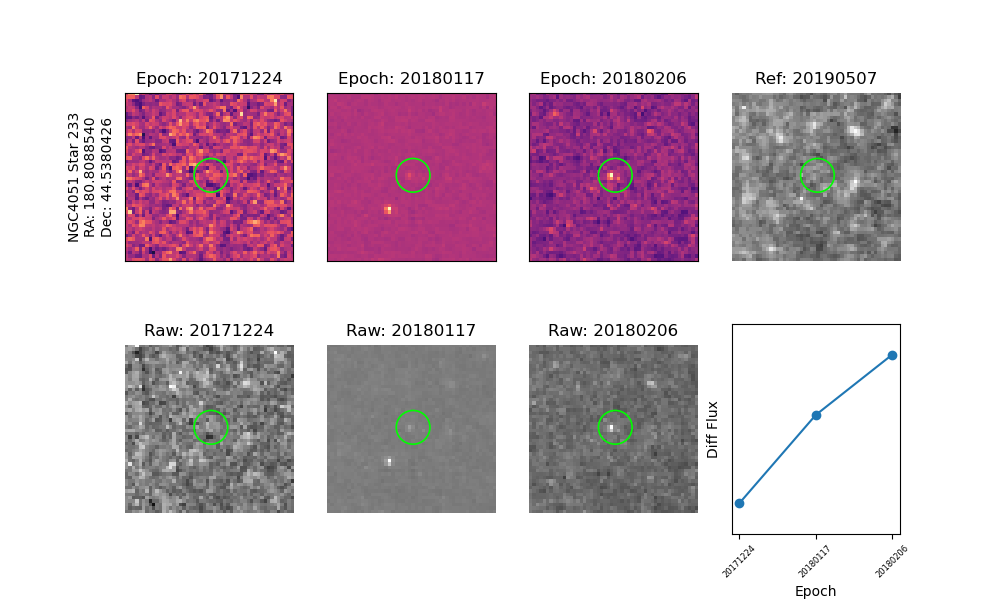 NGC4051 Star 233
RA: 180.8088540
Dec: 44.5380426
Epoch: 20171224
Epoch: 20180117
Epoch: 20180206
Ref: 20190507
Raw: 20171224
Raw: 20180117
Raw: 20180206
Diff Flux
20171224
20180117
20180206
Epoch